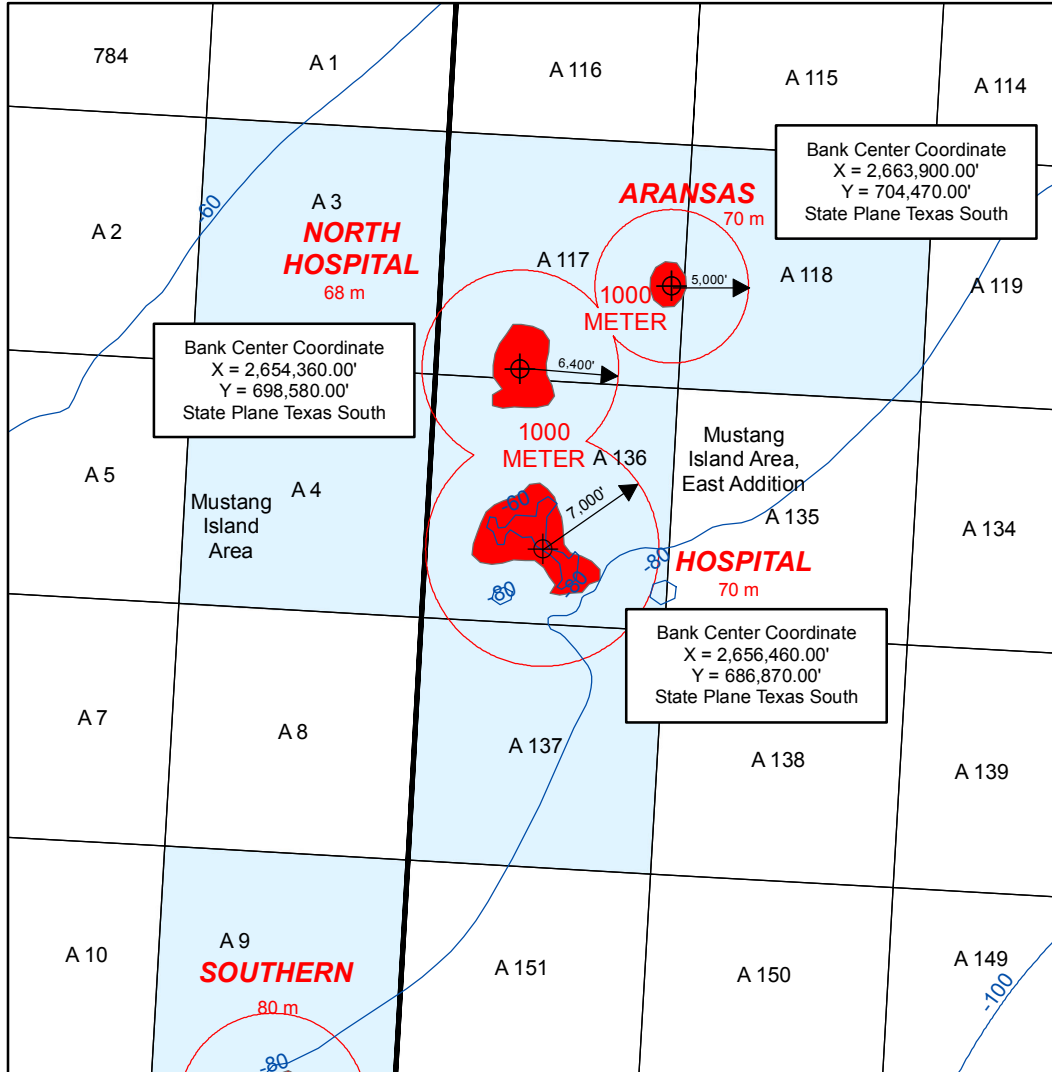 784
A 1
A 116
A 115
A 114
Bank Center Coordinate
X = 2,663,900.00'
Y = 704,470.00'
State Plane Texas South
-60
A 3
ARANSAS
70 m
A 2
NORTH
HOSPITAL
68 m
A 117
A 118
A 119
5,000'
1000
METER
Bank Center Coordinate
X = 2,654,360.00'
Y = 698,580.00'
State Plane Texas South
6,400'
1000
METER
A 136
Mustang
Island Area,
East Addition
A 5
A 4
Mustang
Island
Area
-60
7,000'
A 135
A 134
-80
-80
-80
HOSPITAL
70 m
Bank Center Coordinate
X = 2,656,460.00'
Y = 686,870.00'
State Plane Texas South
A 7
A 8
A 137
A 138
A 139
A 10
A 9
SOUTHERN
80 m
A 151
A 150
A 149
-100
-80